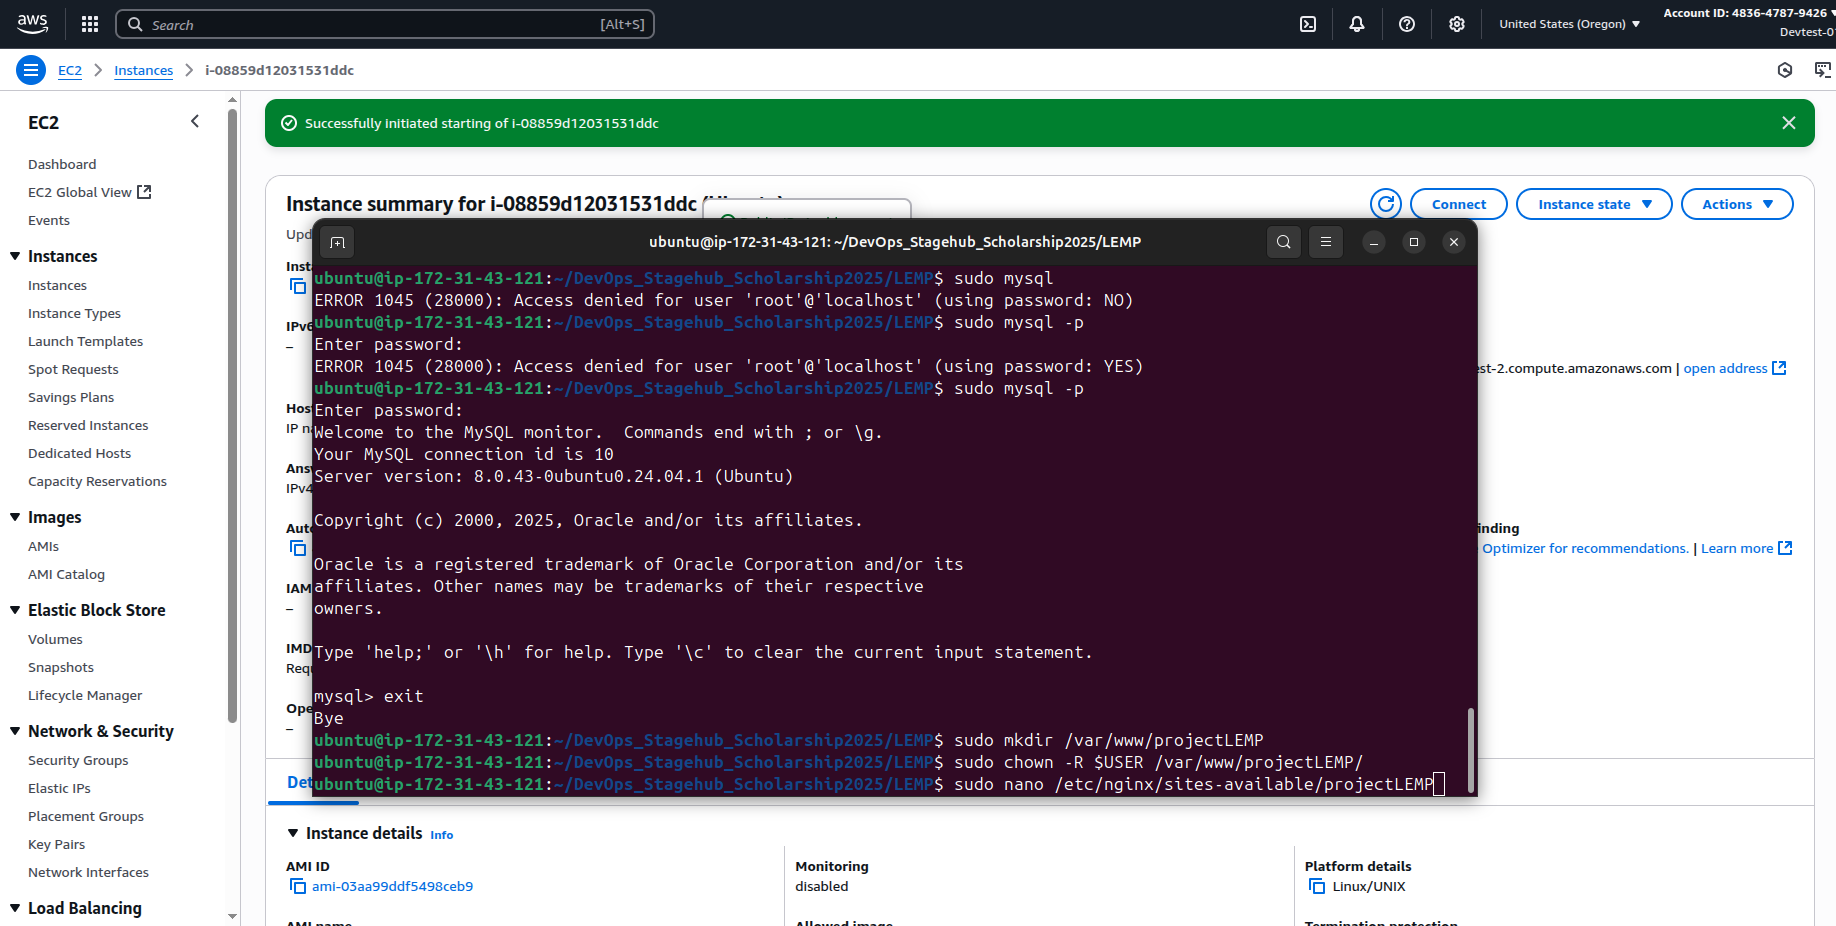 aws
Search
[Alt+S]
United States (Oregon)
Account ID: 4836-4787-9426
Devtest-01
EC2
Instances
i-08859d12031531ddc
EC2
Dashboard
EC2 Global View
Events
Instances
Instances
Instance Types
Launch Templates
Spot Requests
Savings Plans
Reserved Instances
Dedicated Hosts
Capacity Reservations
Images
AMIs
AMI Catalog
Elastic Block Store
Volumes
Snapshots
Lifecycle Manager
Network & Security
Security Groups
Elastic IPs
Placement Groups
Key Pairs
Network Interfaces
Load Balancing
Successfully initiated starting of i-08859d12031531ddc
Instance summary for i-08859d12031531ddc
Connect
Instance state
Actions
Upd
Inst
IPv6
–
Hos
IP n
Ans
IPv4
Aut
IAM
–
IMD
Requ
Ope
–
ubuntu@ip-172-31-43-121: ~/DevOps_Stagehub_Scholarship2025/LEMP
ubuntu@ip-172-31-43-121:~/DevOps_Stagehub_Scholarship2025/LEMP$ sudo mysql
ERROR 1045 (28000): Access denied for user 'root'@'localhost' (using password: NO)
ubuntu@ip-172-31-43-121:~/DevOps_Stagehub_Scholarship2025/LEMP$ sudo mysql -p
Enter password:
ERROR 1045 (28000): Access denied for user 'root'@'localhost' (using password: YES)
ubuntu@ip-172-31-43-121:~/DevOps_Stagehub_Scholarship2025/LEMP$ sudo mysql -p
Enter password:
Welcome to the MySQL monitor.  Commands end with ; or \g.
Your MySQL connection id is 10
Server version: 8.0.43-0ubuntu0.24.04.1 (Ubuntu)
Copyright (c) 2000, 2025, Oracle and/or its affiliates.
Oracle is a registered trademark of Oracle Corporation and/or its
affiliates. Other names may be trademarks of their respective
owners.
Type 'help;' or '\h' for help. Type '\c' to clear the current input statement.
mysql> exit
Bye
ubuntu@ip-172-31-43-121:~/DevOps_Stagehub_Scholarship2025/LEMP$ sudo mkdir /var/www/projectLEMP
ubuntu@ip-172-31-43-121:~/DevOps_Stagehub_Scholarship2025/LEMP$ sudo chown -R $USER /var/www/projectLEMP/
ubuntu@ip-172-31-43-121:~/DevOps_Stagehub_Scholarship2025/LEMP$ sudo nano /etc/nginx/sites-available/projectLEMP
est-2.compute.amazonaws.com | open address
inding
Optimizer for recommendations. | Learn more
Det
Instance details Info
AMI ID
ami-03aa99ddf5498ceb9
Monitoring
disabled
Platform details
Linux/UNIX
AMI name
Allowed image
Termination protection